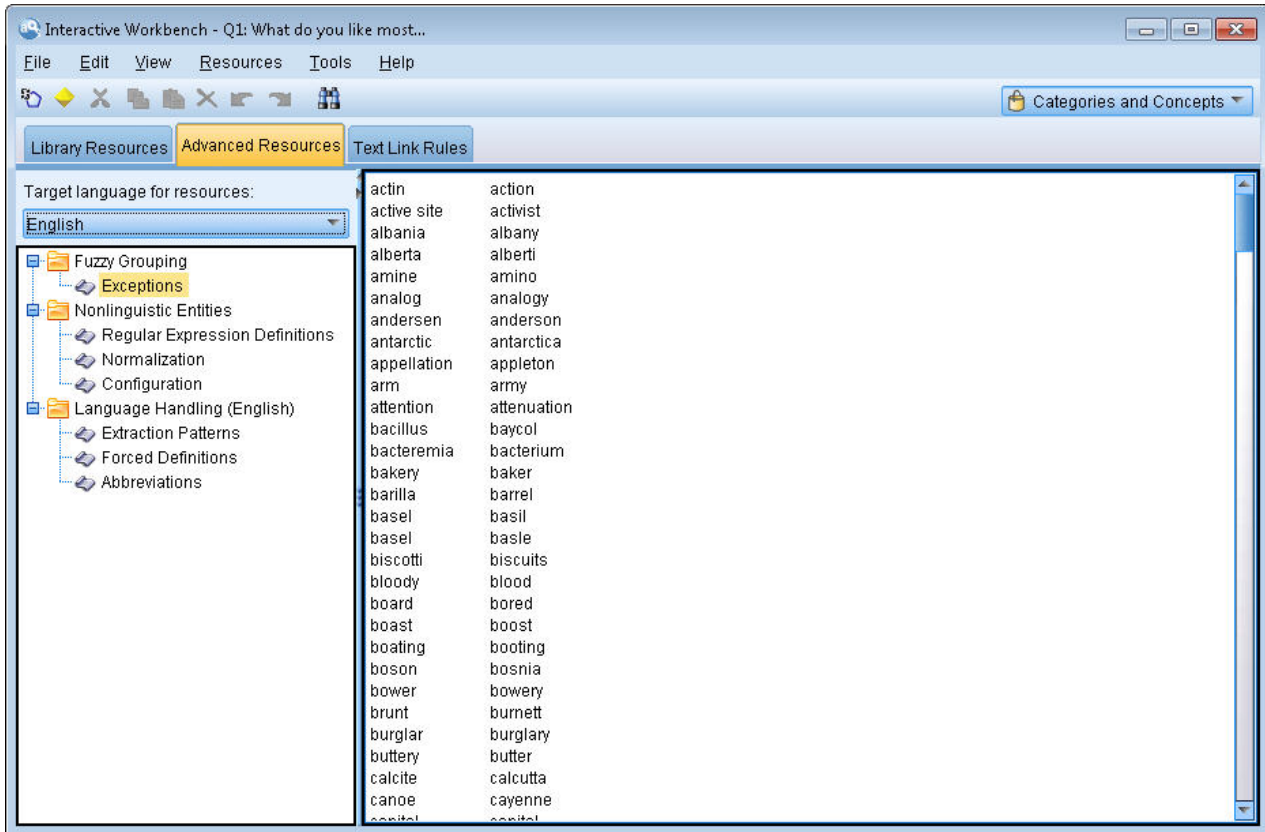 Interactive Workbench - Q1: What do you like most...
File Edit View Resources Tools Help
Categories and Concepts
Library Resources Advanced Resources Text Link Rules
Target language for resources:
English
Fuzzy Grouping
Exceptions
Nonlinguistic Entities
Regular Expression Definitions
Normalization
Configuration
Language Handling (English)
Extraction Patterns
Forced Definitions
Abbreviations
actin action
active site activist
albania albany
alberta alberti
amine amino
analog analogy
andersen anderson
antarctic antarctica
appellation appleton
arm army
attention attenuation
bacillus baycol
bacteremia bacterium
bakery baker
barilla barrel
basel basil
basel basle
biscotti biscuits
bloody blood
board bored
boast boost
boating booting
boson bosnia
bower bowery
brunt burnett
burglar burglary
buttery butter
calcite calcutta
canoe cayenne